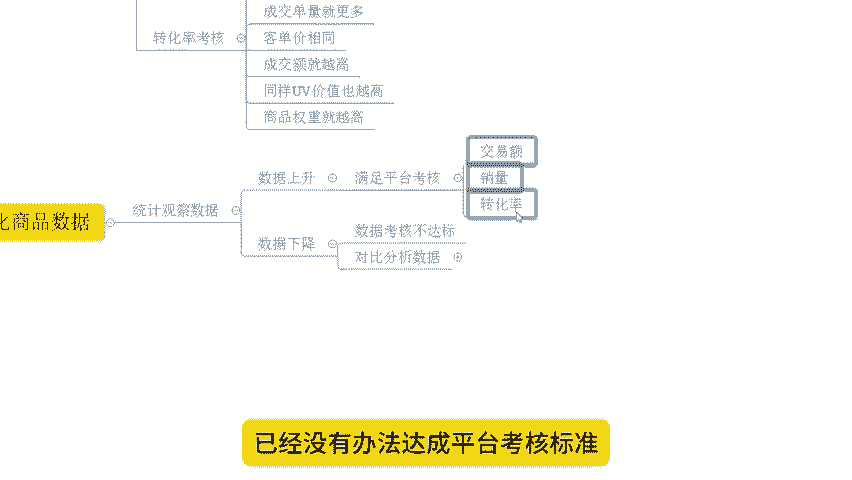 成交单量就更多
转化率考核
客单价相同
成交额就越高
同样UV价值也越高
商品权重就越高
交易额
数据上升
满足平台考核
销量
转化率
化商品数据
统计观察数据
数据下降
数据考核不达标
对比分析数据
已经没有办法达成平台考核标准